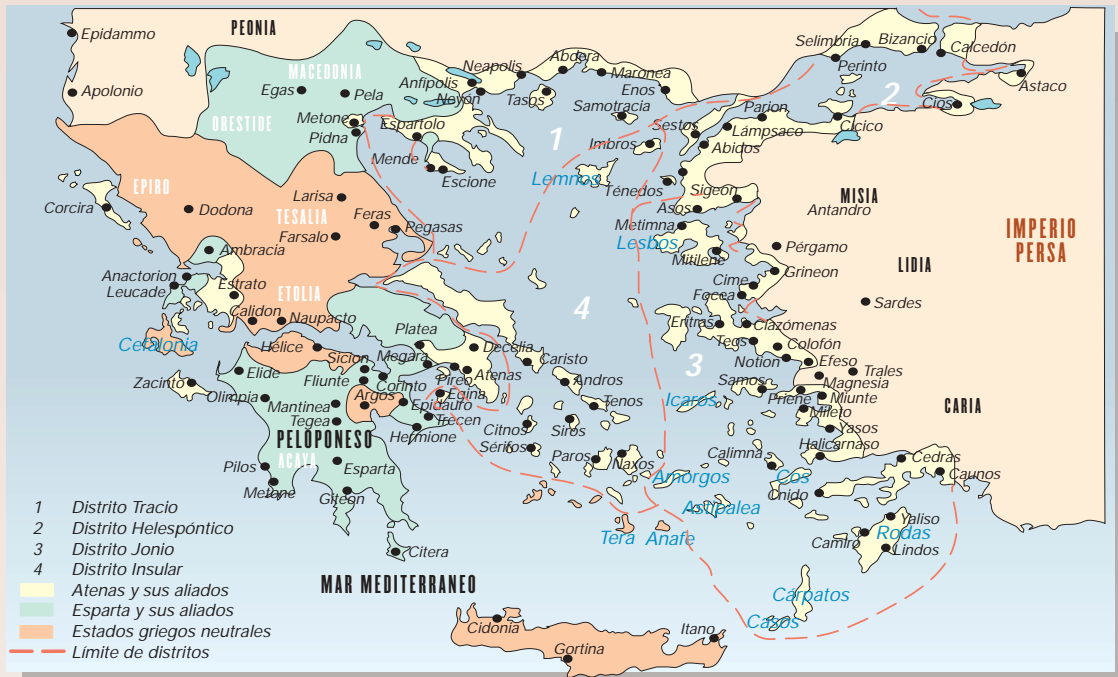 Epidammo
PEONIA
Apolonio
MACEDONIA
Egas
Pela
ORESTIDE
Metone
Pidna
Anfipolis
Neapolis
Neyón
Abdera
Maronea
Enos
Tasos
Samotracia
Espartolo
Mende
Escione
1
Imbros
Lemnos
Ténedos
Selimbria
Bizancio
Calcedón
Perinto
Astaco
2
Cios
Parion
Cícico
Sestos
Lámpsaco
Abidos
Sigeón
MISIA
Asos
Antandro
Metimna
Lesbos
Mitilene
Pérgamo
IMPERIO
PERSA
EPIRO
Corcira
Dodona
Larisa
TESALIA
Feras
Farsalo
Pegasas
Ambracia
Anactorion
Leucade
Estrato
ETOLIA
Calidon
Naupacto
Cefalonia
Helice
Platea
4
Cime
Grineon
Focea
LIDIA
Sardes
Eritras
Clazómenas
Teos
Colofón
Notion
Efeso
3
Trales
Samos
Magnesia
Priene
Miunte
Mileto
Icaros
CARIA
Yasos
Halicarnaso
Zacinto
Elide
Sicion
Megara
Decelia
Caristo
Fliunte
Corinto
Pireo
Atenas
Andros
Olimpia
Argos
Egina
Mantinea
Epidauro
Tenos
Tegea
Trecen
PELOPONESO
Hermione
Citnos
Siros
ACAYA
Sérifos
Pilos
Esparta
Paros
Naxos
Metone
Giteon
Calimna
Cedras
Amorgos
Cos
Caunos
Unido
Astipalea
Citera
Tera
Anafe
Yaliso
Camiro
Rodas
Lindos
Cárpatos
Casos
MAR MEDITERRANEO
Cidonia
Itano
Gortina
1 Distrito Tracio
2 Distrito Helespóntico
3 Distrito Jonio
4 Distrito Insular
Atenas y sus aliados
Esparta y sus aliados
Estados griegos neutrales
Límite de distritos